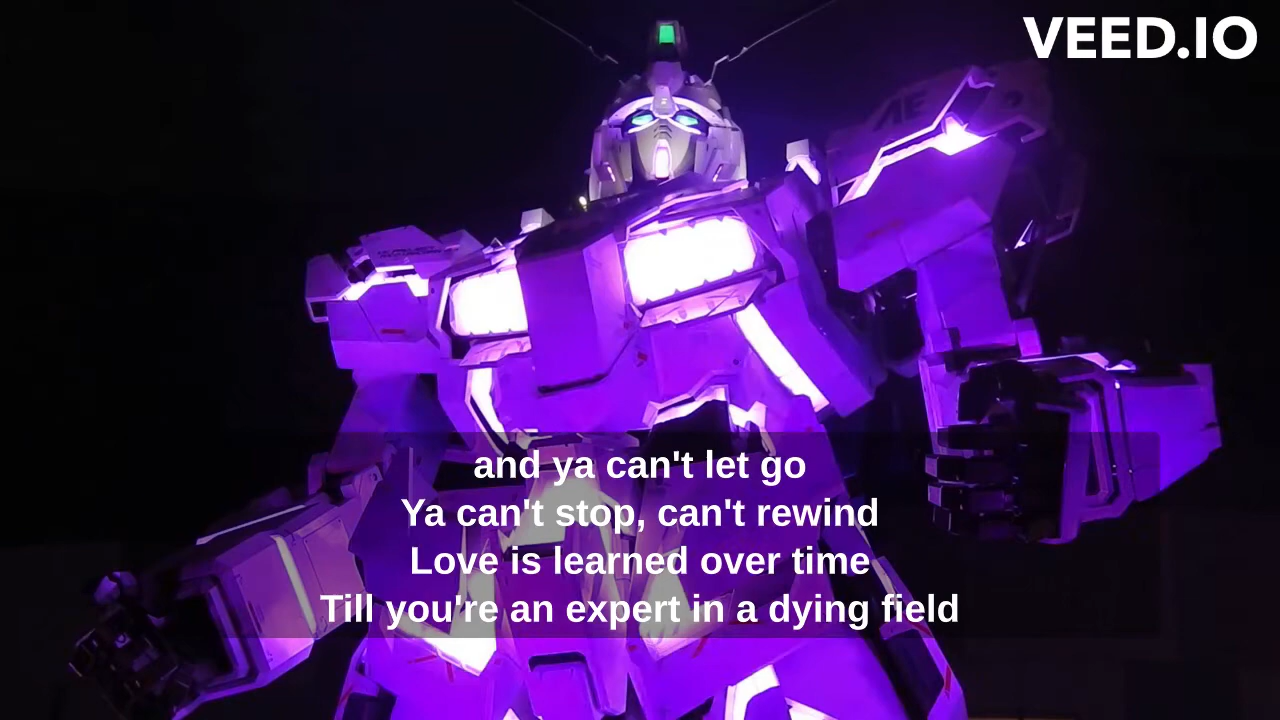 VEED.IO
AE
and ya can't let go
Ya can't stop, can't rewind
Love is learned over time
Till you're an expert in a dying field